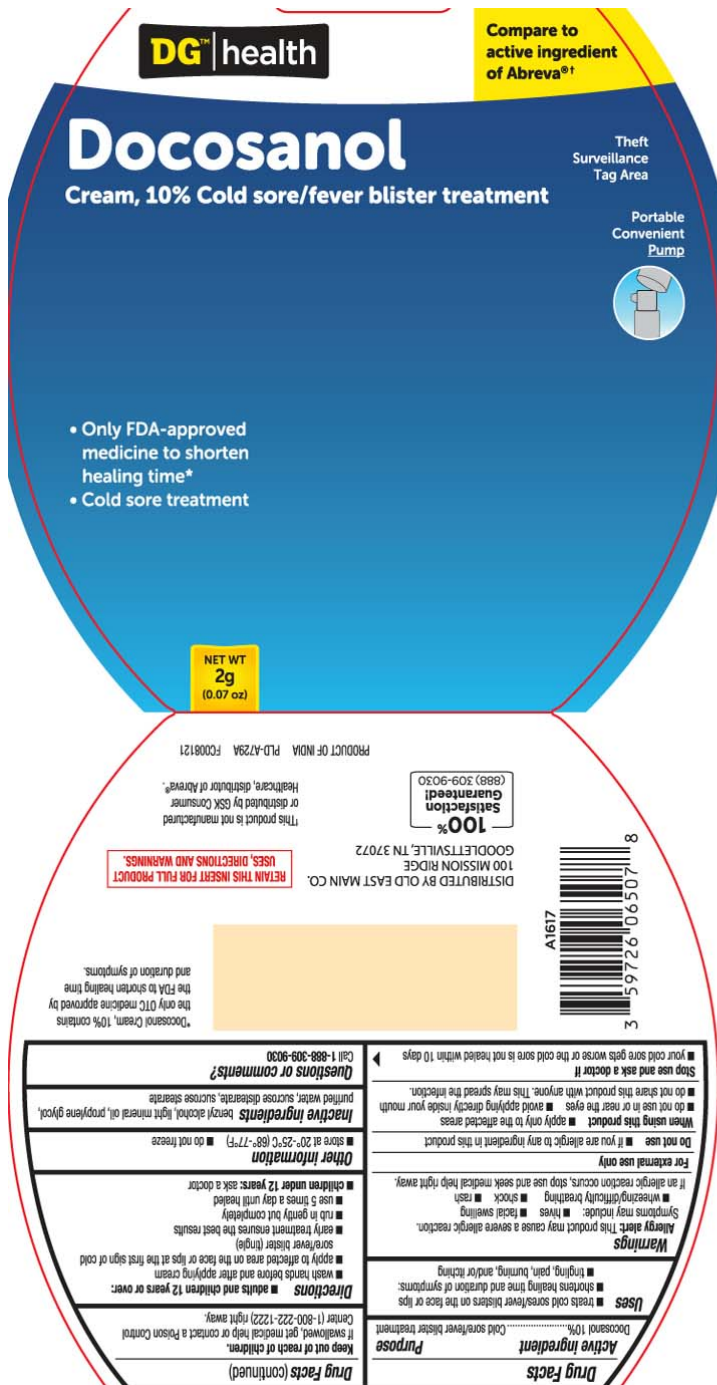 DG™ health
Compare to
active ingredient
of Abreva®†
Docosanol
Cream, 10% Cold sore/fever blister treatment
Theft
Surveillance
Tag Area
Portable
Convenient
Pump
• Only FDA-approved
medicine to shorten
healing time*
• Cold sore treatment
NET WT
2g
(0.07 oz)
Drug Facts
Active ingredient Purpose
Docosanol 10%....................Cold sore/fever blister treatment
Uses ■ treats cold sores/fever blisters on the face or lips
■ shortens healing time and duration of symptoms:
■ tingling, pain, burning, and/or itching
Warnings
Allergy alert: This product may cause a severe allergic reaction.
Symptoms may include: ■ hives ■ facial swelling
■ wheezing/difficulty breathing ■ shock ■ rash
If an allergic reaction occurs, stop use and seek medical help right away.
For external use only
Do not use ■ if you are allergic to any ingredient in this product
When using this product ■ apply only to the affected areas
■ do not use in or near the eyes ■ avoid applying directly inside your mouth
■ do not share this product with anyone. This may spread the infection.
Stop use and ask a doctor if
■ your cold sore gets worse or the cold sore is not healed within 10 days
Drug Facts (continued)
Keep out of reach of children.
If swallowed, get medical help or contact a Poison Control
Center (1-800-222-1222) right away.
Directions ■ adults and children 12 years or over:
■ wash hands before and after applying cream
■ apply to affected area on the face or lips at the first sign of cold
sore/fever blister (tingle)
■ early treatment ensures the best results
■ rub in gently but completely
■ use 5 times a day until healed
■ children under 12 years: ask a doctor
Other information
■ store at 20°-25°C (68°-77°F) ■ do not freeze
Inactive ingredients benzyl alcohol, light mineral oil, propylene glycol,
purified water, sucrose distearate, sucrose stearate
Questions or comments?
Call 1-888-309-9030
*Docosanol Cream, 10% contains
the only OTC medicine approved by
the FDA to shorten healing time
and duration of symptoms.
A1617
3 59726 06507 8
RETAIN THIS INSERT FOR FULL PRODUCT
USES, DIRECTIONS AND WARNINGS.
DISTRIBUTED BY OLD EAST MAIN CO.
100 MISSION RIDGE
GOODLETTSVILLE, TN 37072
100%
Satisfaction
Guaranteed!
(888) 309-9030
†This product is not manufactured
or distributed by GSK Consumer
Healthcare, distributor of Abreva®.
PRODUCT OF INDIA PLD-A729A FC008121